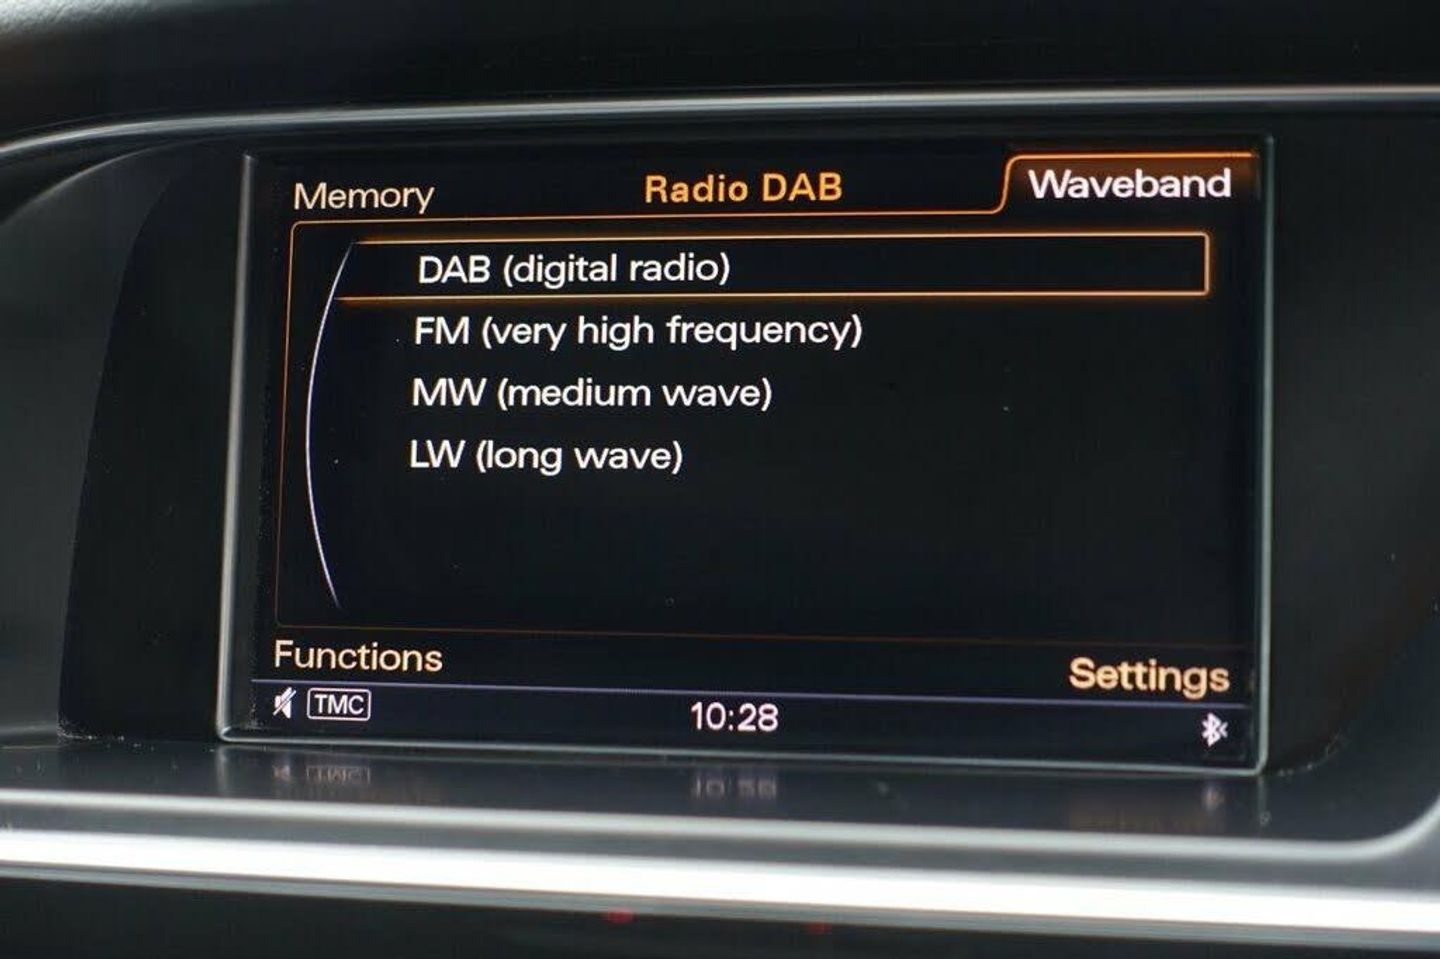 Memory Radio DAB Waveband
DAB (digital radio)
FM (very high frequency)
MW (medium wave)
LW (long wave)
Functions Settings
TMC 10:28